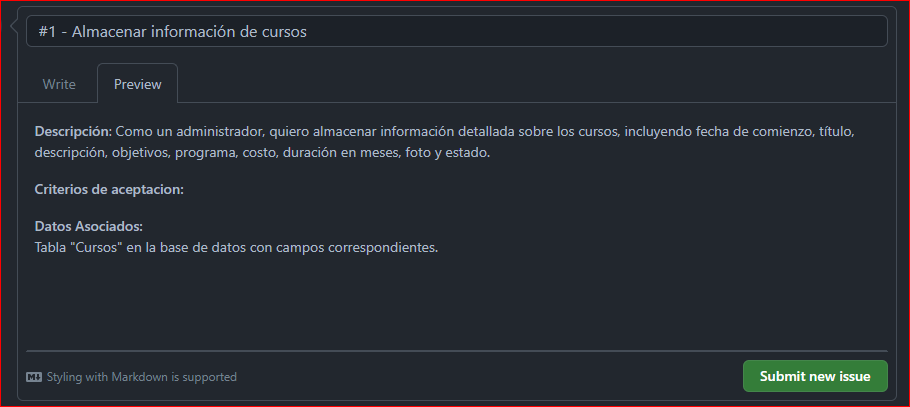 #1 - Almacenar información de cursos
Write
Preview
Descripción: Como un administrador, quiero almacenar información detallada sobre los cursos, incluyendo fecha de comienzo, título,
descripción, objetivos, programa, costo, duración en meses, foto y estado.
Criterios de aceptacion:
Datos Asociados:
Tabla "Cursos" en la base de datos con campos correspondientes.
Styling with Markdown is supported
Submit new issue